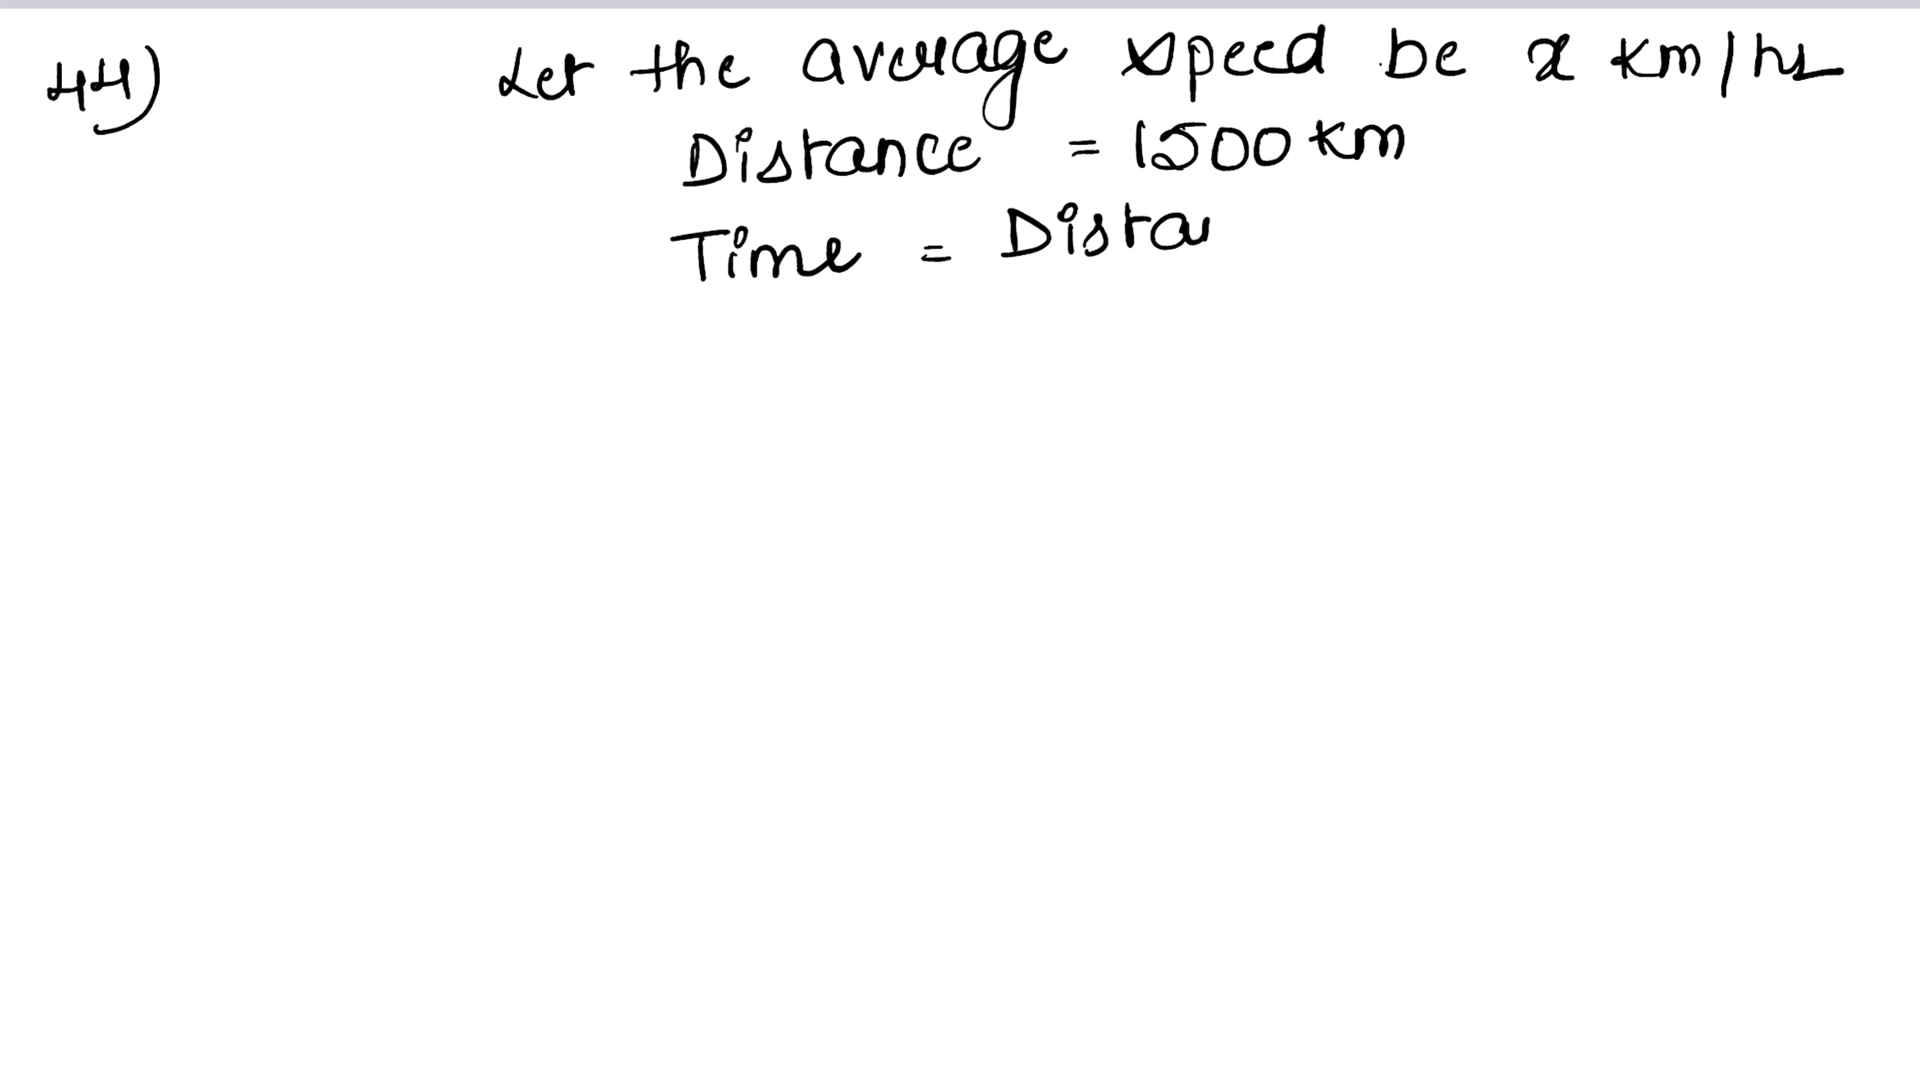 44) Let the average speed be x km/hr
Distance = 1500 km
Time = Dista